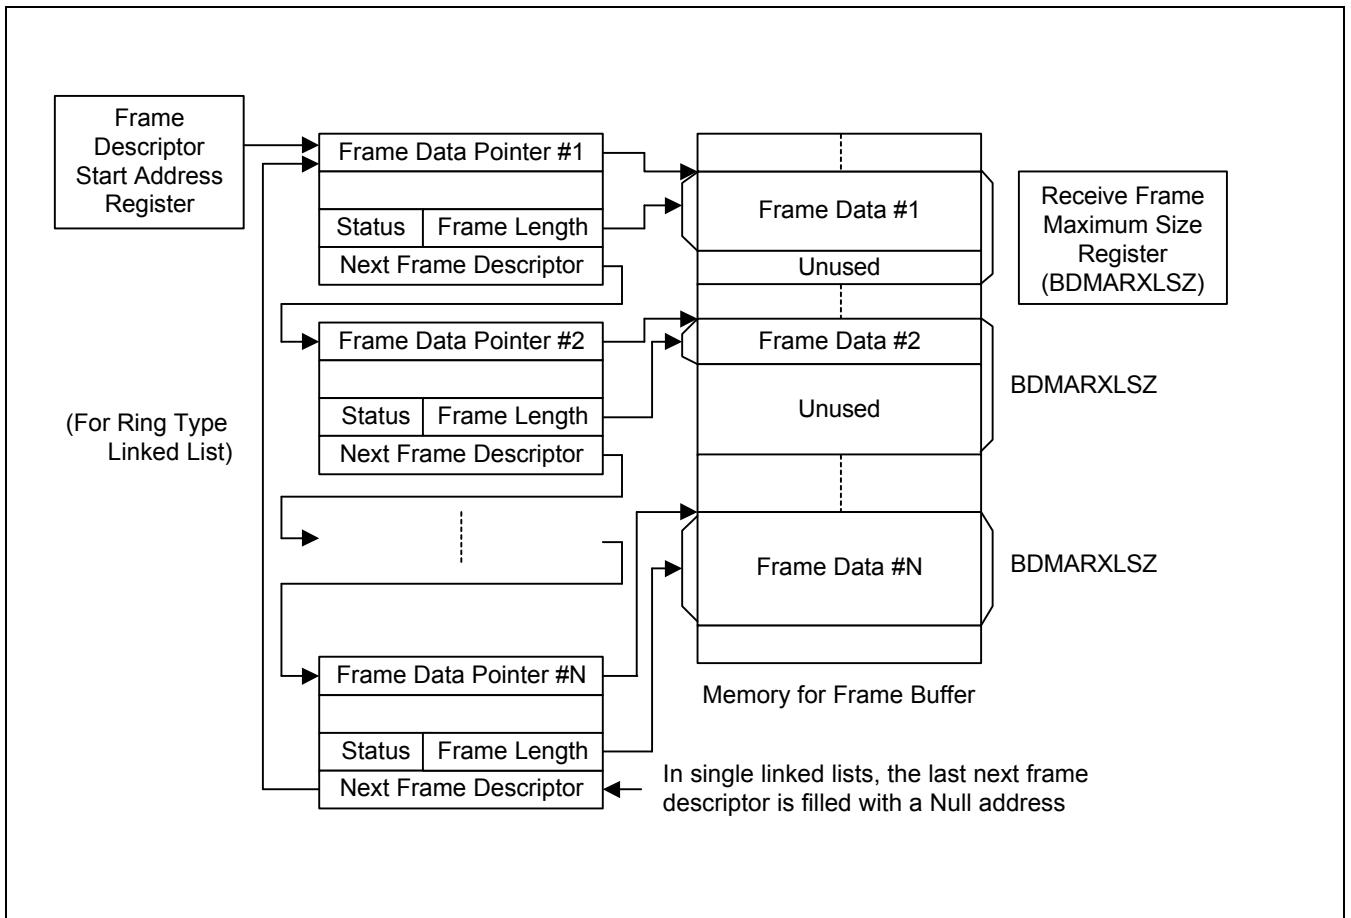 Frame
Descriptor
Start Address
Register
Frame Data Pointer #1
Status Frame Length
Next Frame Descriptor
Frame Data Pointer #2
Status Frame Length
Next Frame Descriptor
(For Ring Type
Linked List)
Frame Data Pointer #N
Status Frame Length
Next Frame Descriptor
Frame Data #1
Unused
Frame Data #2
Unused
Frame Data #N
Memory for Frame Buffer
Receive Frame
Maximum Size
Register
(BDMARXLSZ)
BDMARXLSZ
BDMARXLSZ
In single linked lists, the last next frame
descriptor is filled with a Null address